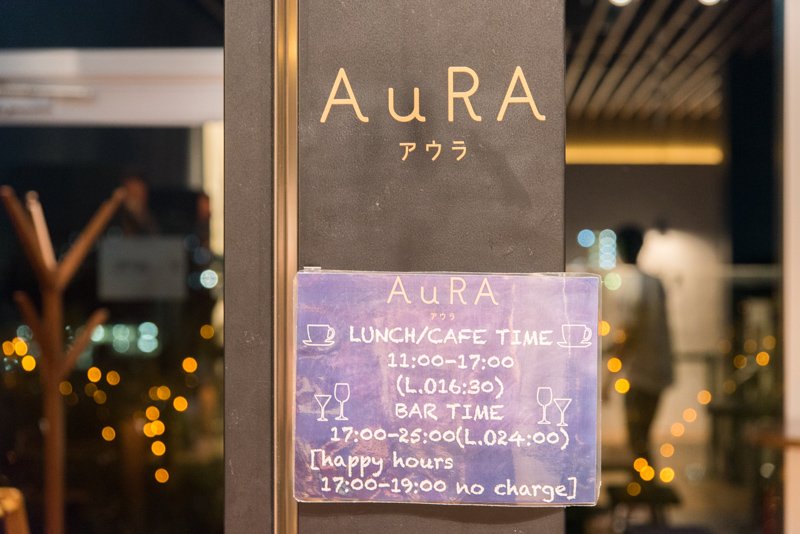 AuRA
アウラ
AuRA
アウラ
LUNCH/CAFE TIME
11:00-17:00
(L.O16:30)
BAR TIME
17:00-25:00(L.O24:00)
[happy hours
17:00-19:00 no charge]